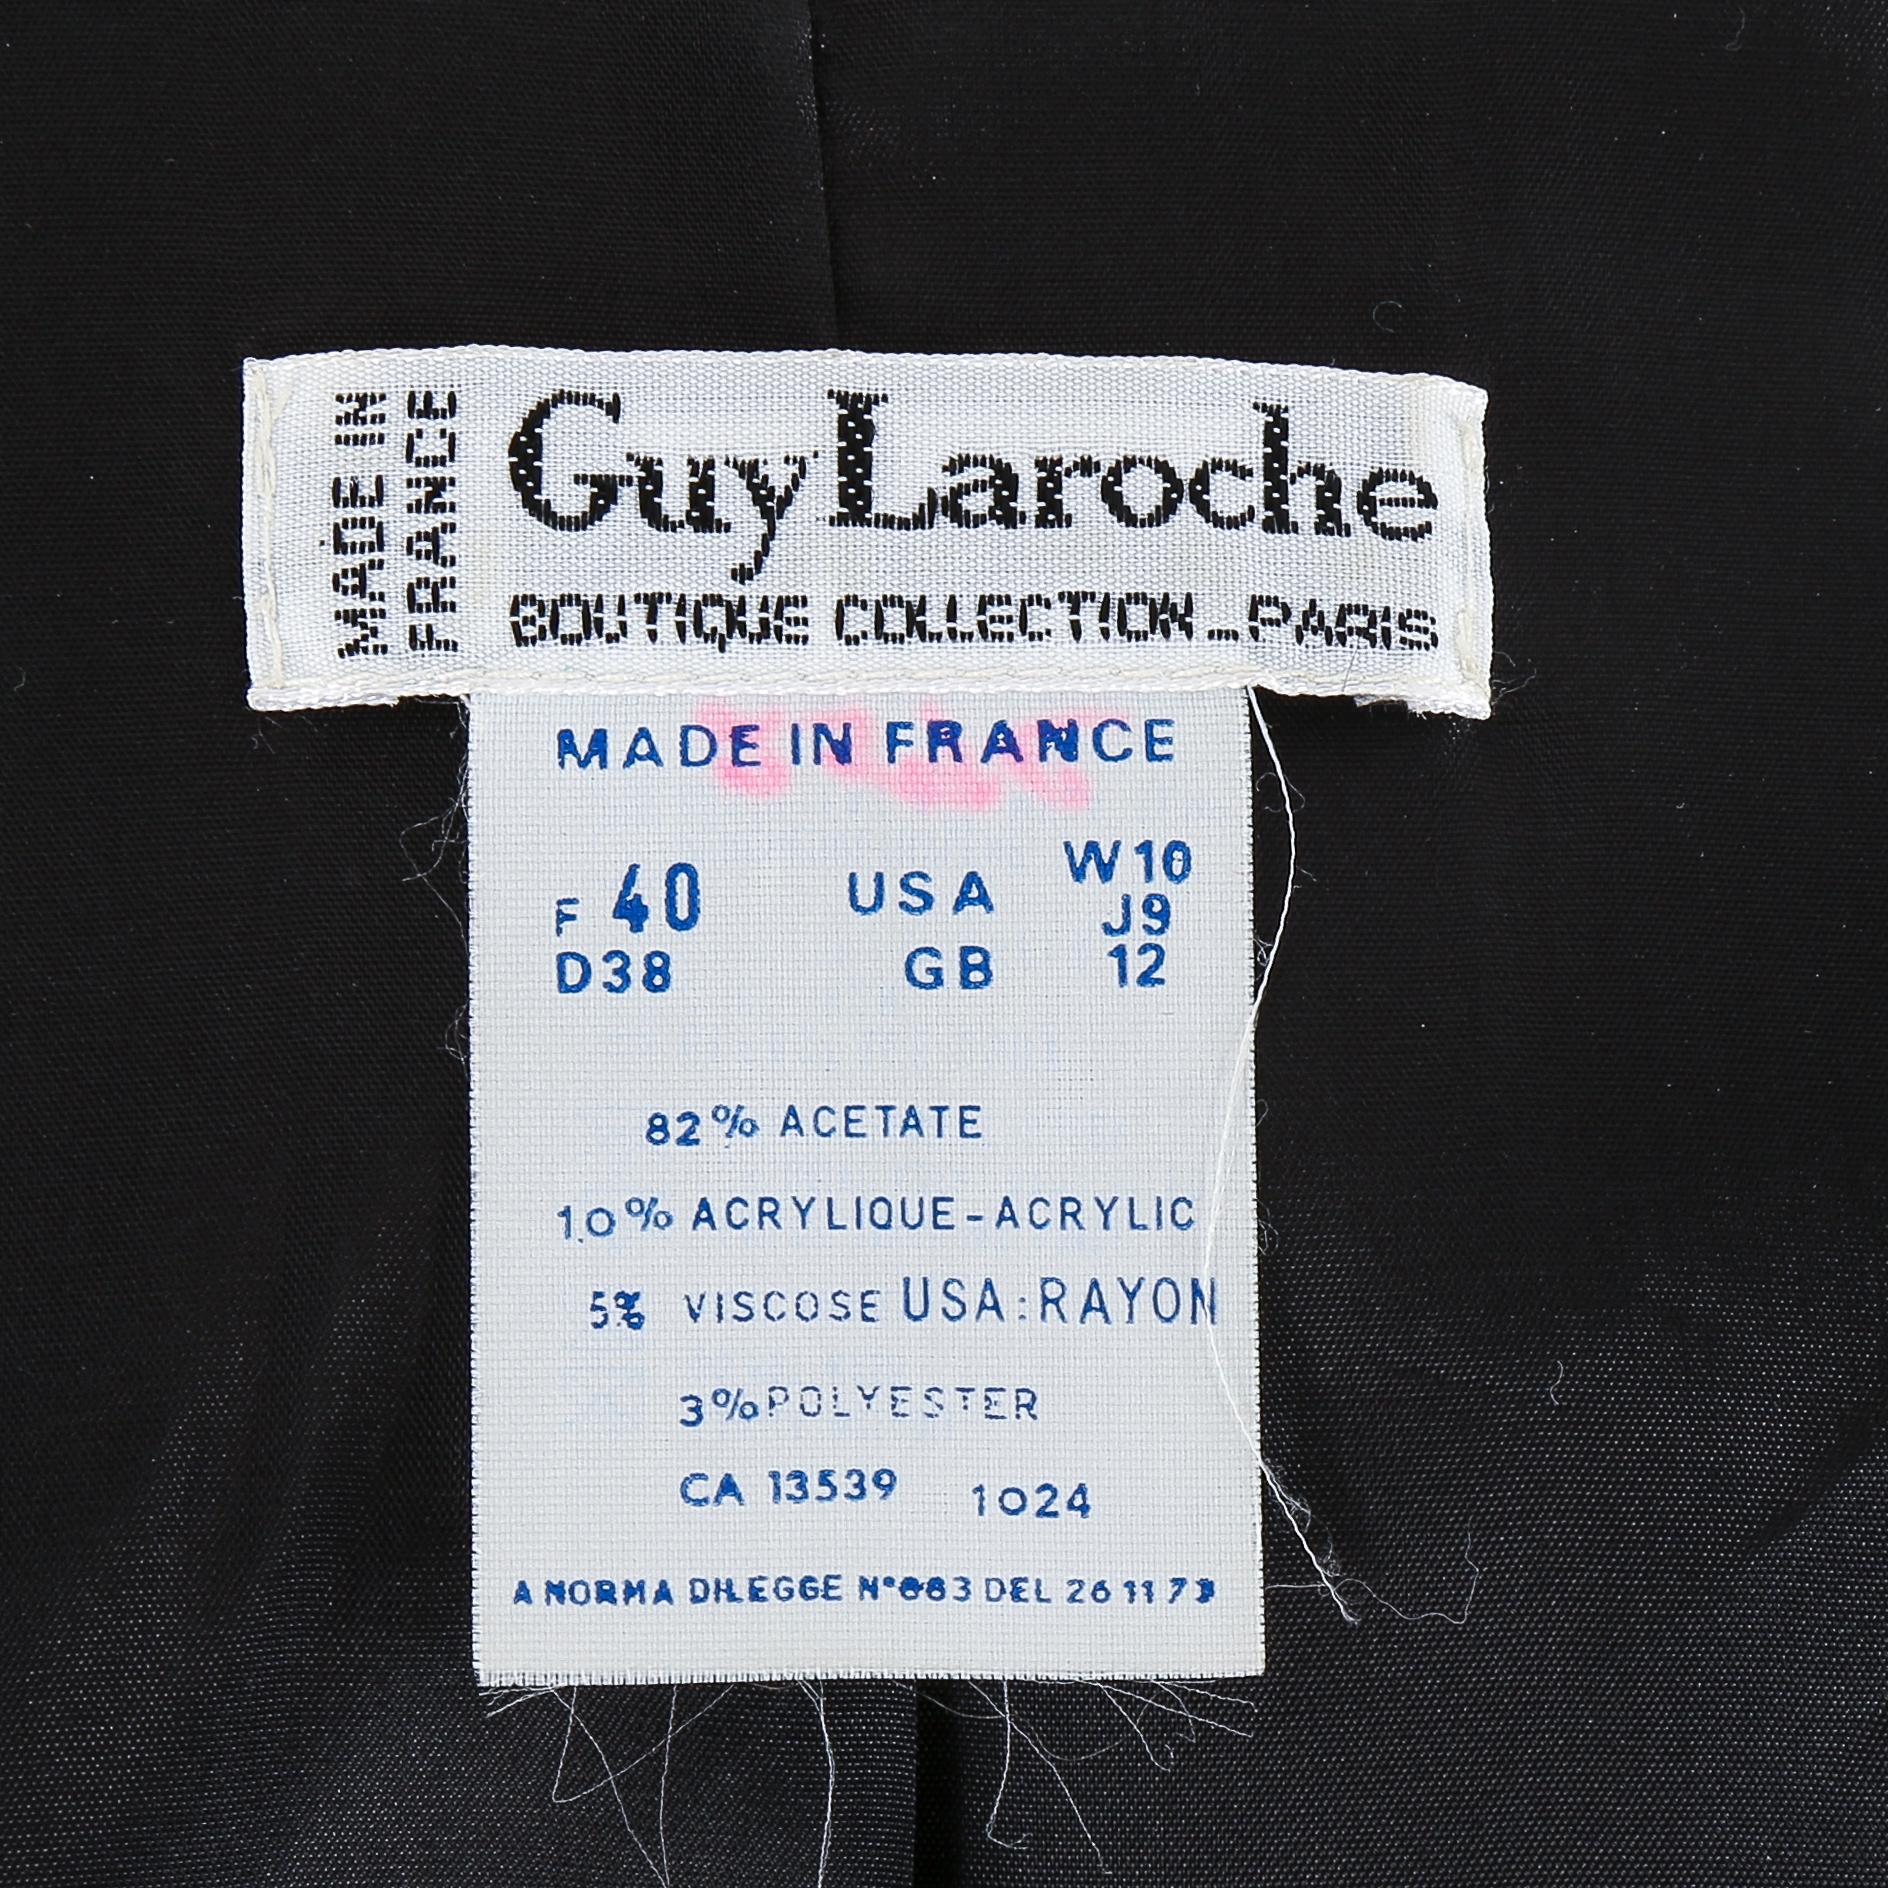 MADE IN
FRANCE
Guy Laroche
BOUTIQUE COLLECTION_PARIS
MADE IN FRANCE
F 40 USA W10
J9
D38 GB 12
82% ACETATE
10% ACRYLIQUE-ACRYLIC
5% VISCOSE USA:RAYON
3% POLYESTER
CA 13539 1024
A NORMA DI LEGGE N°883 DEL 26 11 73